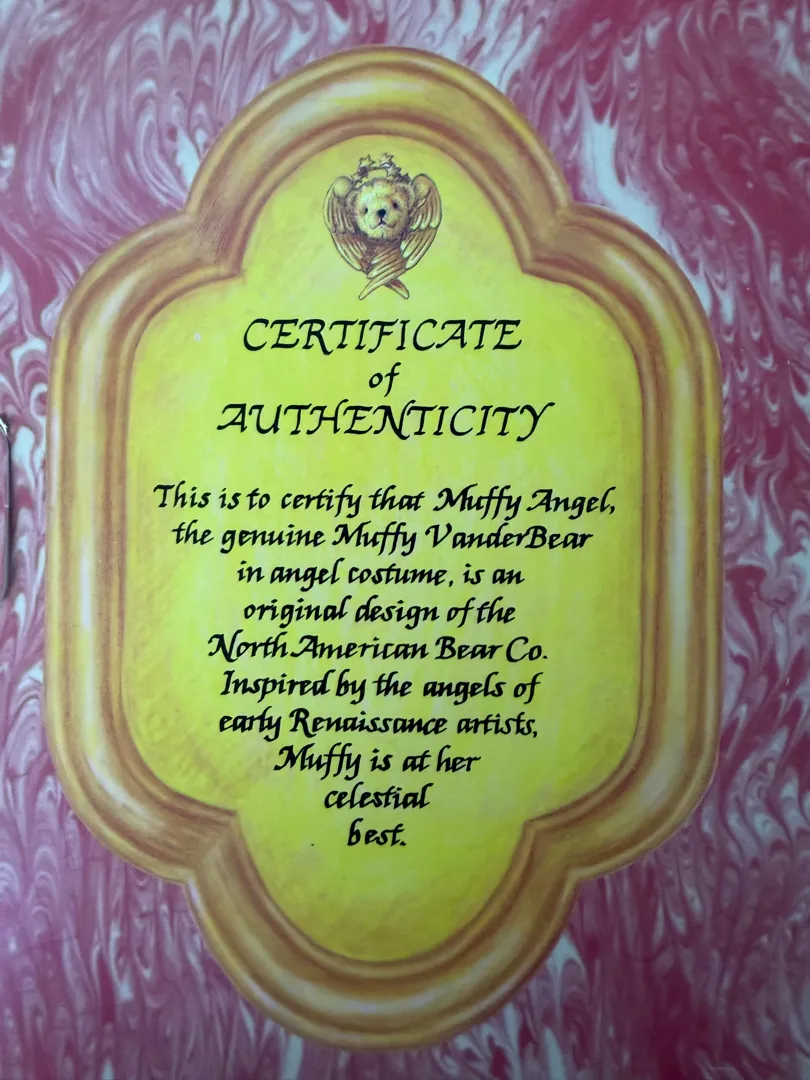 CERTIFICATE
of
AUTHENTICITY
This is to certify that Muffy Angel,
the genuine Muffy VanderBear
in angel costume, is an
original design of the
North American Bear Co.
Inspired by the angels of
early Renaissance artists,
Muffy is at her
celestial
best.